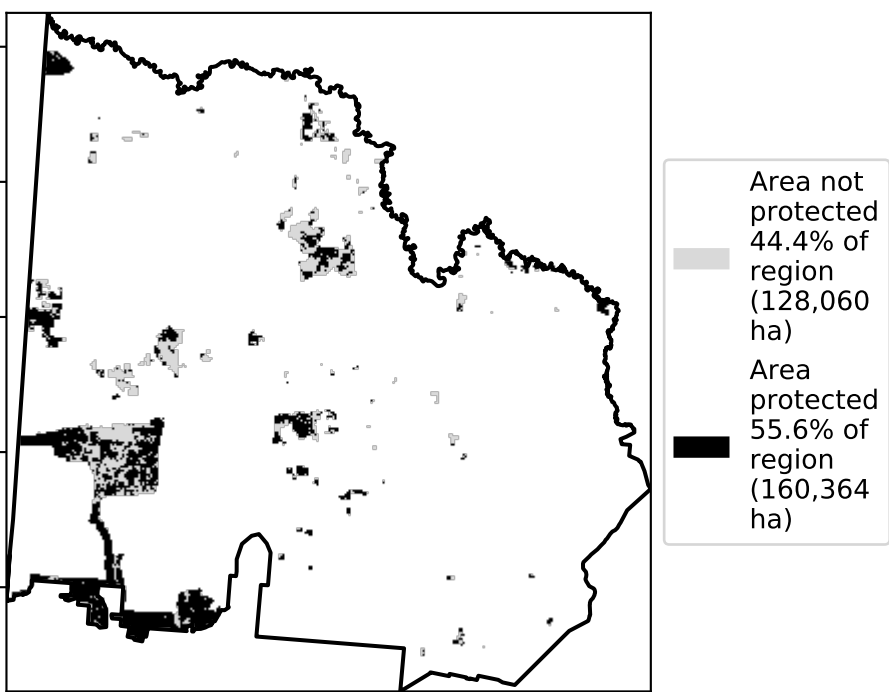 Area not
protected
44.4% of
region
(128,060
ha)
Area
protected
55.6% of
region
(160,364
ha)